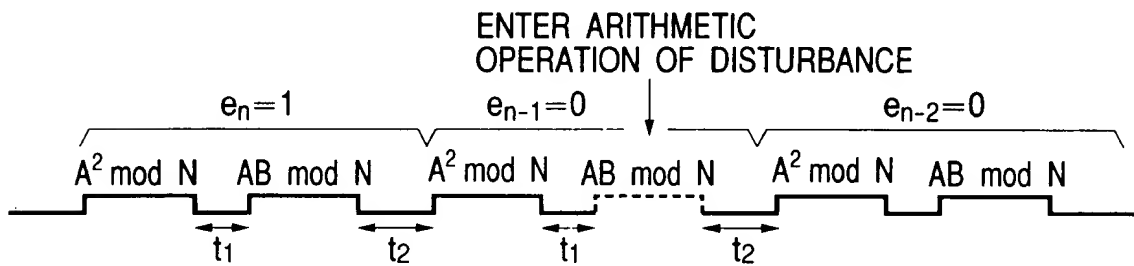 ENTER ARITHMETIC
OPERATION OF DISTURBANCE
eₙ=1 eₙ₋₁=0 eₙ₋₂=0
A² mod N AB mod N A² mod N AB mod N A² mod N AB mod N
t₁ t₂ t₁ t₂